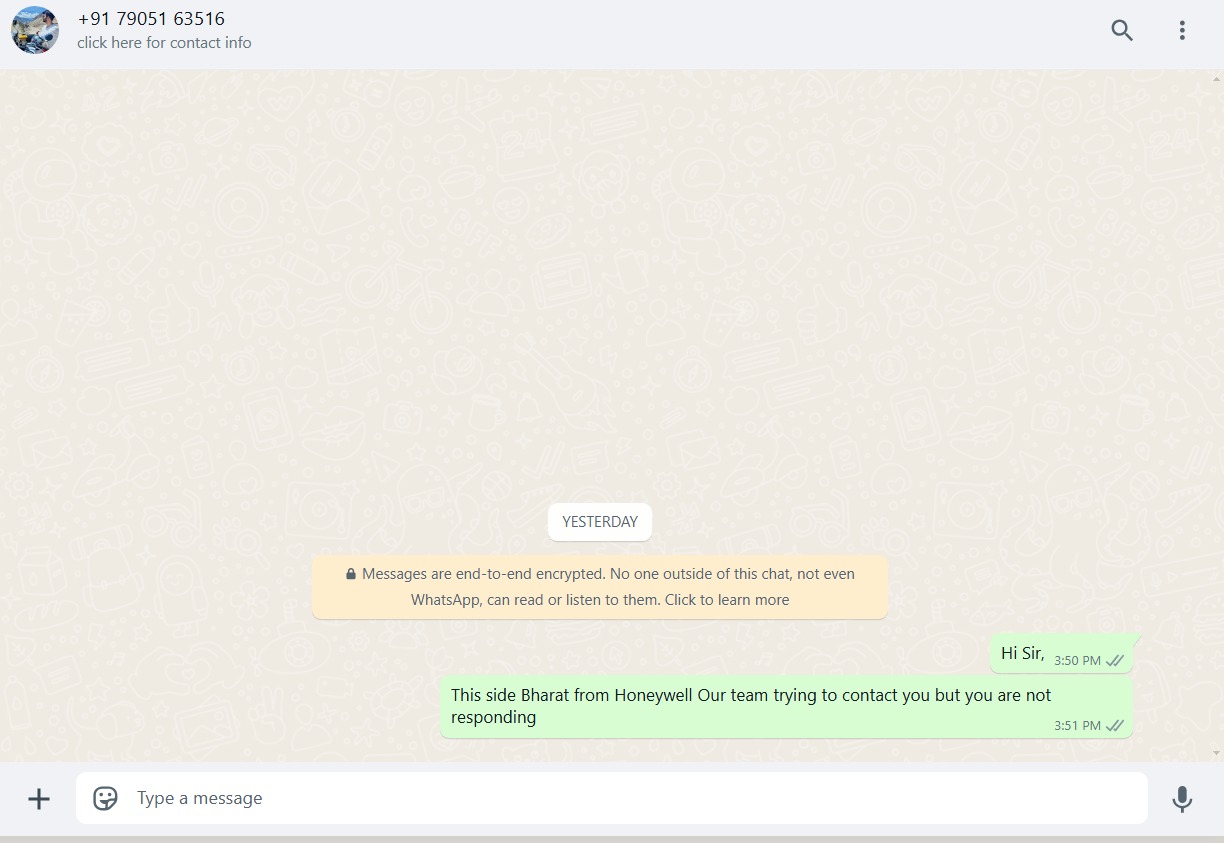 +91 79051 63516
click here for contact info
YESTERDAY
Messages are end-to-end encrypted. No one outside of this chat, not even
WhatsApp, can read or listen to them. Click to learn more
Hi Sir,
3:50 PM
This side Bharat from Honeywell Our team trying to contact you but you are not
responding
3:51 PM
Type a message